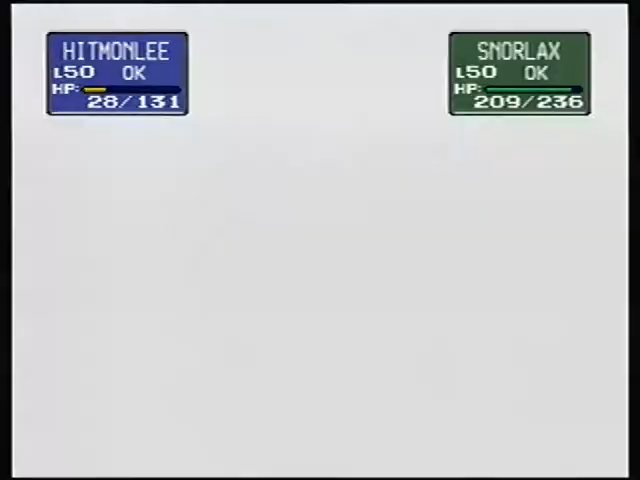 HITMONLEE
L50 OK
HP:
28/131
SNORLAX
L50 OK
HP:
209/236